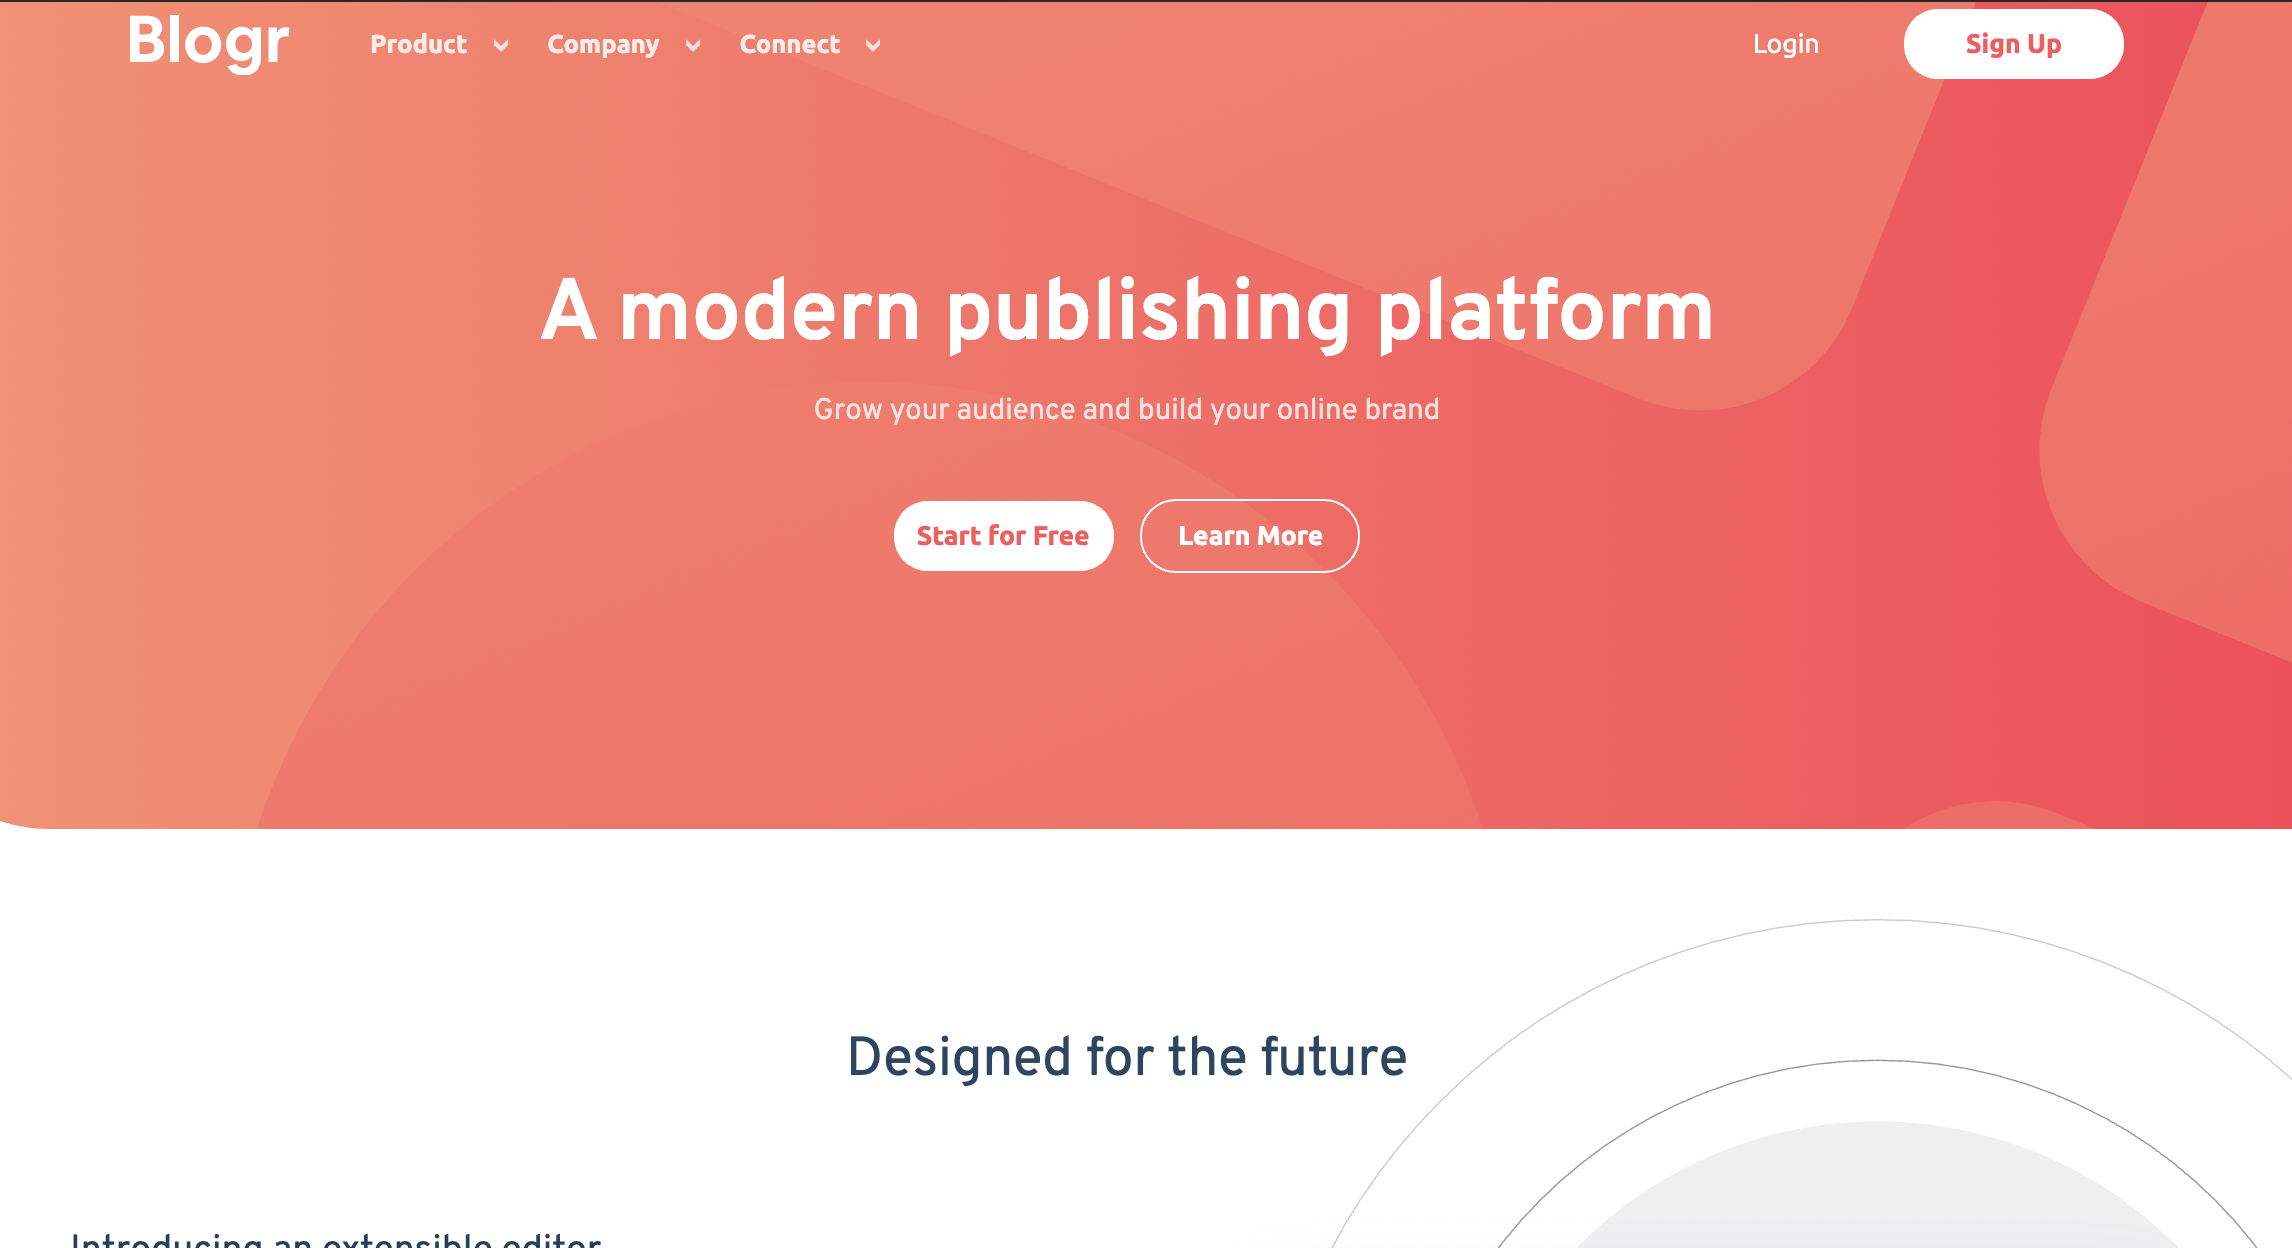 Blogr Product Company Connect Login Sign Up
A modern publishing platform
Grow your audience and build your online brand
Start for Free Learn More
Designed for the future
Introducing an extensible editor